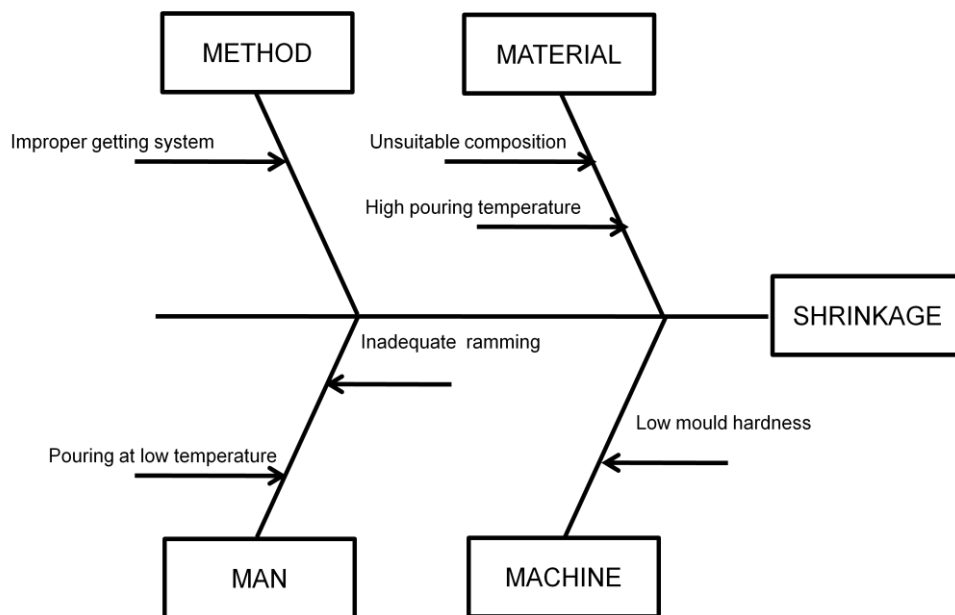 METHOD
MATERIAL
Improper getting system
Unsuitable composition
High pouring temperature
SHRINKAGE
Inadequate ramming
Low mould hardness
Pouring at low temperature
MAN
MACHINE